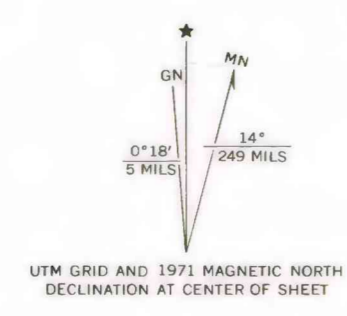 ★
GN
MN
0°18'
5 MILS
14°
249 MILS
UTM GRID AND 1971 MAGNETIC NORTH
DECLINATION AT CENTER OF SHEET